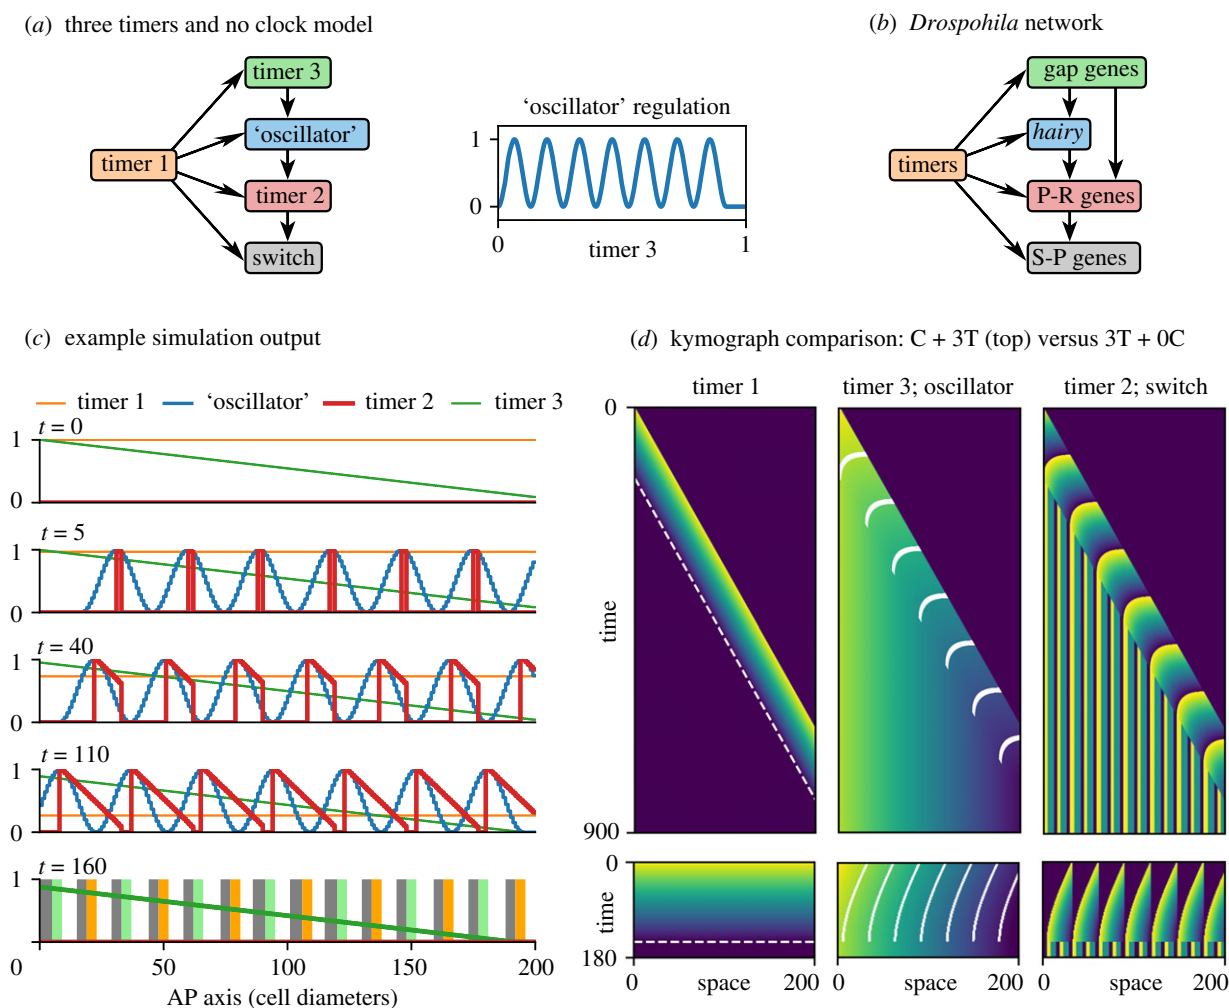 (a) three timers and no clock model
timer 3
'oscillator'
timer 1
timer 2
switch
'oscillator' regulation
1
0
0
timer 3
1
(b) Drospohila network
gap genes
hairy
timers
P-R genes
S-P genes
(c) example simulation output
timer 1
'oscillator'
timer 2
timer 3
t = 0
1
0
t = 5
1
0
t = 40
1
0
t = 110
1
0
t = 160
1
0
50
100
150
200
AP axis (cell diameters)
(d) kymograph comparison: C + 3T (top) versus 3T + 0C
timer 1
timer 3; oscillator
timer 2; switch
0
time
900
0
time
180
0
space
200
0
space
200
0
space
200